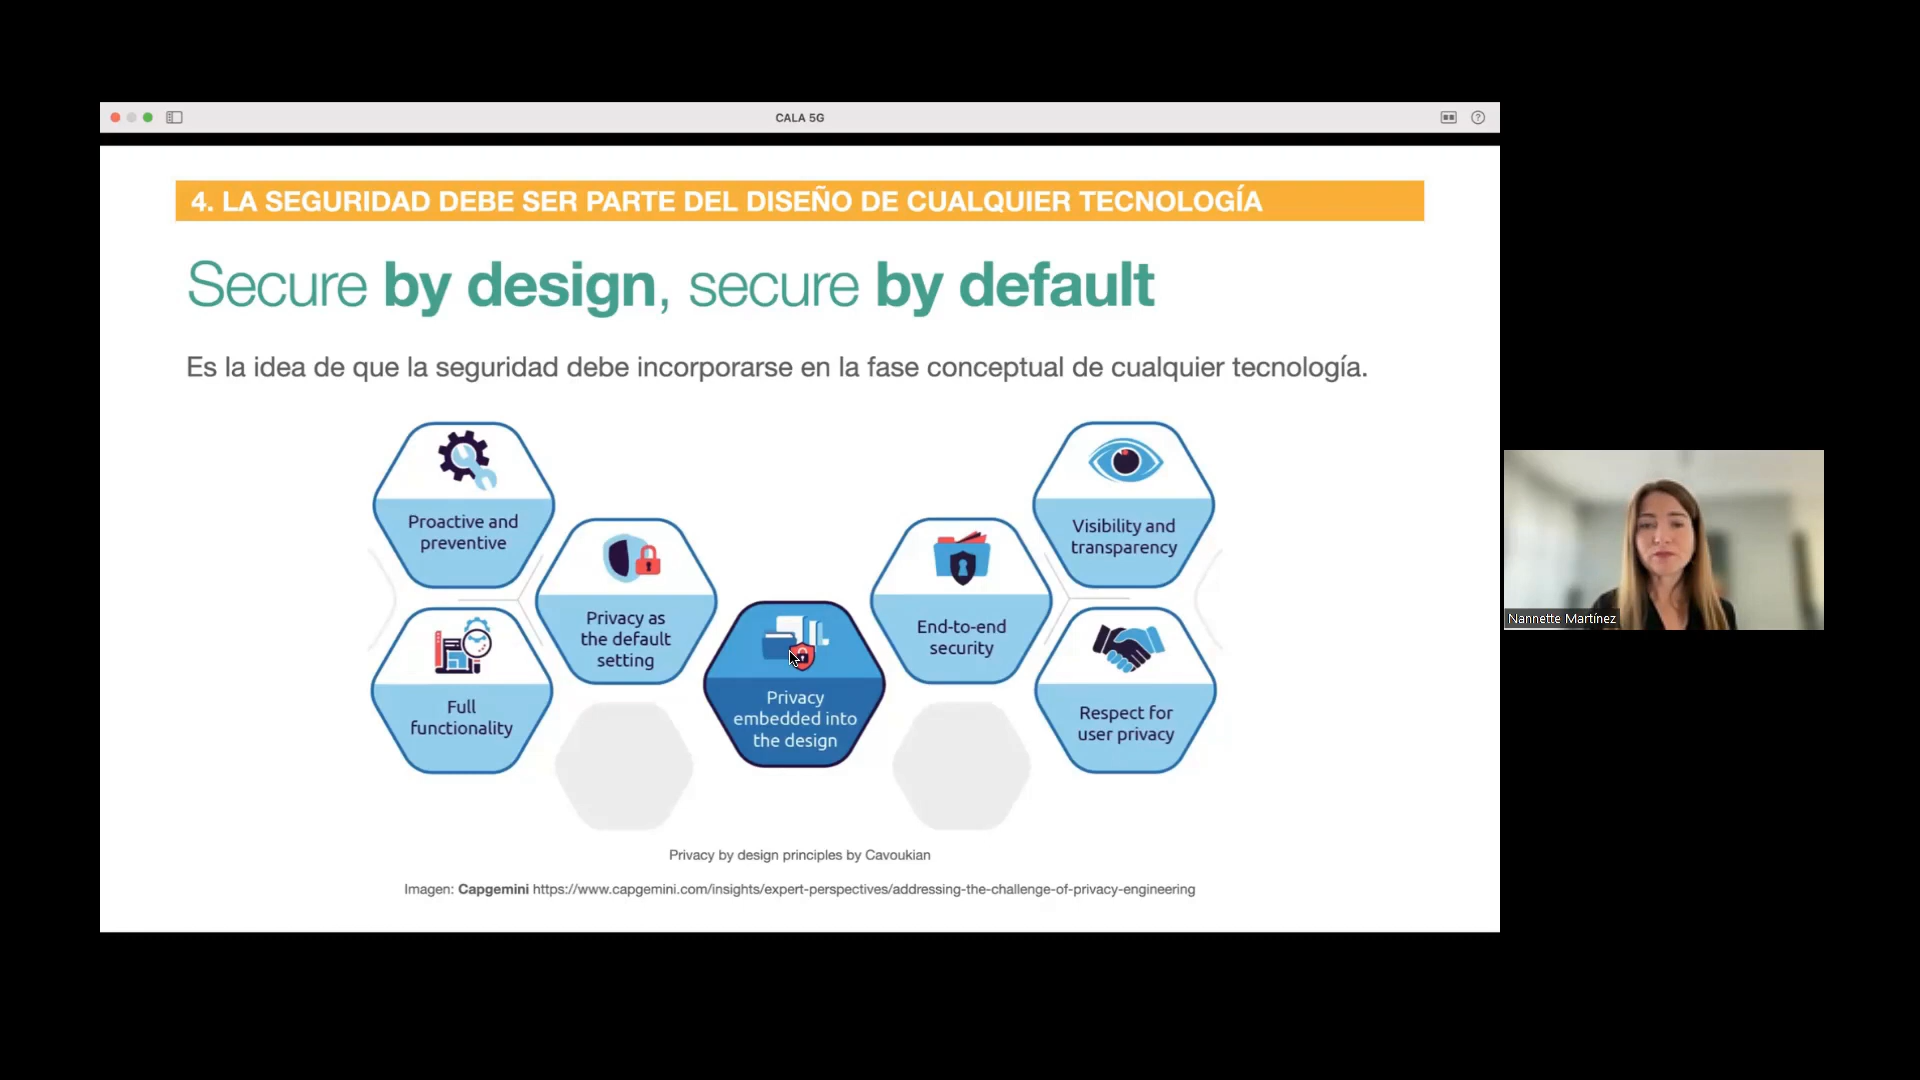 CALA 5G
4. LA SEGURIDAD DEBE SER PARTE DEL DISEÑO DE CUALQUIER TECNOLOGÍA
Secure by design, secure by default
Es la idea de que la seguridad debe incorporarse en la fase conceptual de cualquier tecnología.
Proactive and
preventive
Visibility and
transparency
Privacy as
the default
setting
End-to-end
security
Full
functionality
Privacy
embedded into
the design
Respect for
user privacy
Privacy by design principles by Cavoukian
Imagen: Capgemini https://www.capgemini.com/insights/expert-perspectives/addressing-the-challenge-of-privacy-engineering
Nannette Martínez